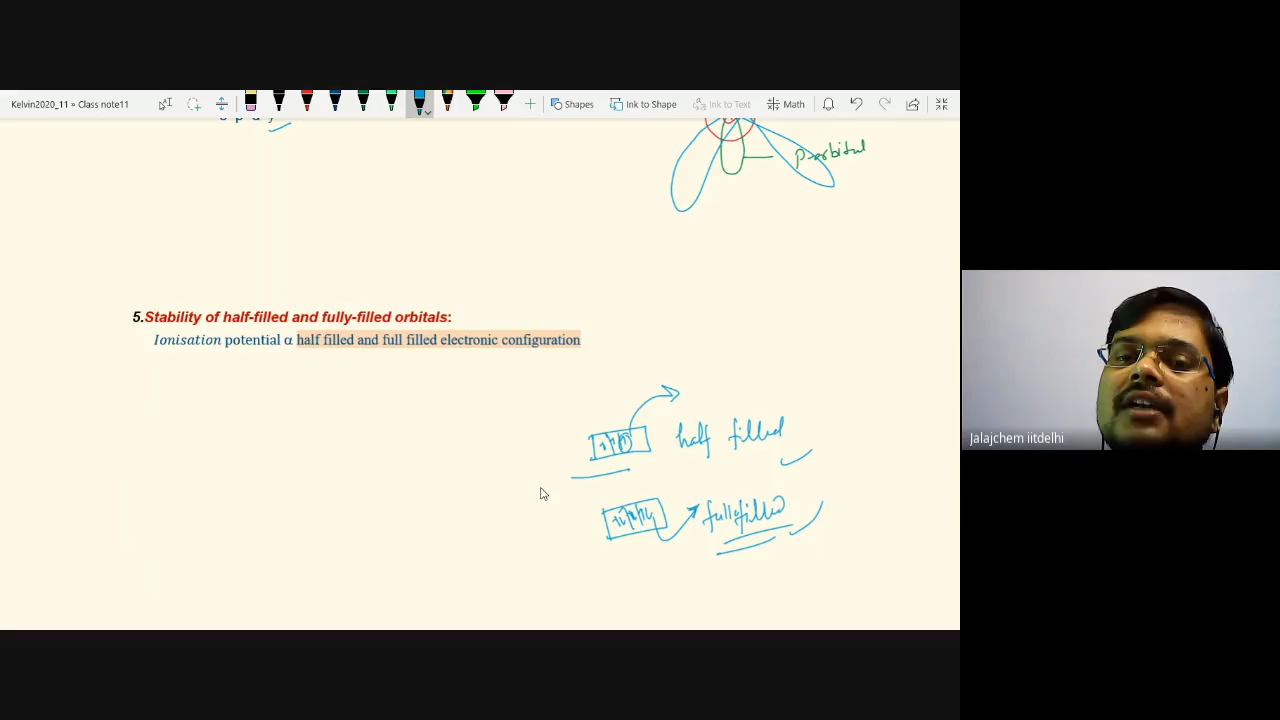 Kelvin2020_11 » Class note11
Shapes
Ink to Shape
Ink to Text
Math
s p d f
P-orbital
5.Stability of half-filled and fully-filled orbitals:
Ionisation potential α half filled and full filled electronic configuration
half filled
fullefilled
Jalajchem iitdelhi